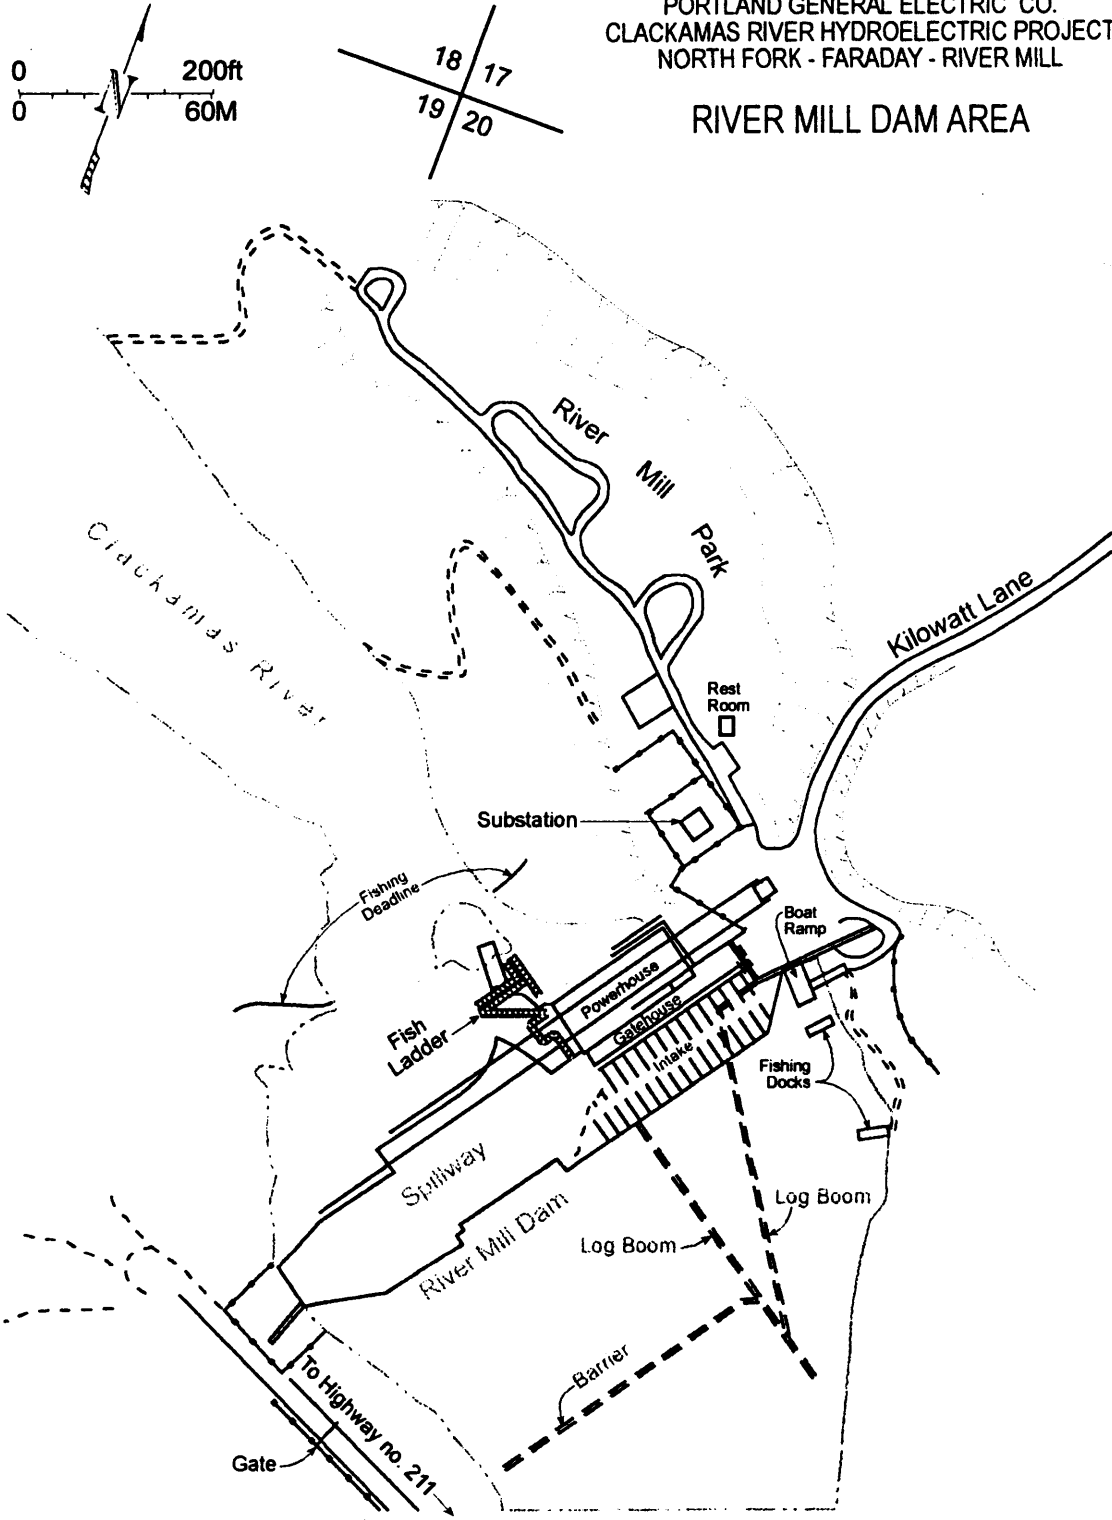 PORTLAND GENERAL ELECTRIC CO.
CLACKAMAS RIVER HYDROELECTRIC PROJECT
NORTH FORK - FARADAY - RIVER MILL
RIVER MILL DAM AREA
0 200ft
0 60M
N
18 17
19 20
River
Mill
Park
Clackamas River
Kilowatt Lane
Rest
Room
Substation
Fishing
Deadline
Boat
Ramp
Powerhouse
Gatehouse
Intake
Fish
Ladder
Fishing
Docks
Spillway
River Mill Dam
Log Boom
Log Boom
Barrier
To Highway no. 211
Gate